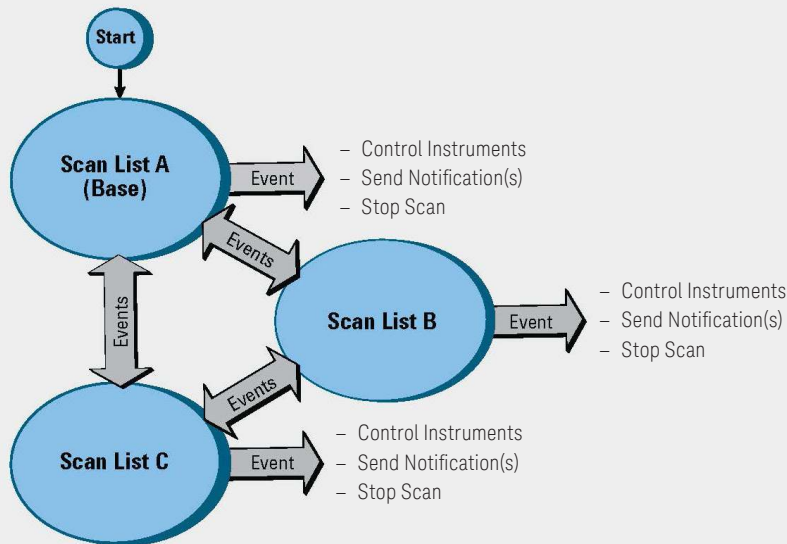 Start
Scan List A
(Base)
Event
– Control Instruments
– Send Notification(s)
– Stop Scan
Events
Events
Scan List B
Event
– Control Instruments
– Send Notification(s)
– Stop Scan
Events
Scan List C
Event
– Control Instruments
– Send Notification(s)
– Stop Scan